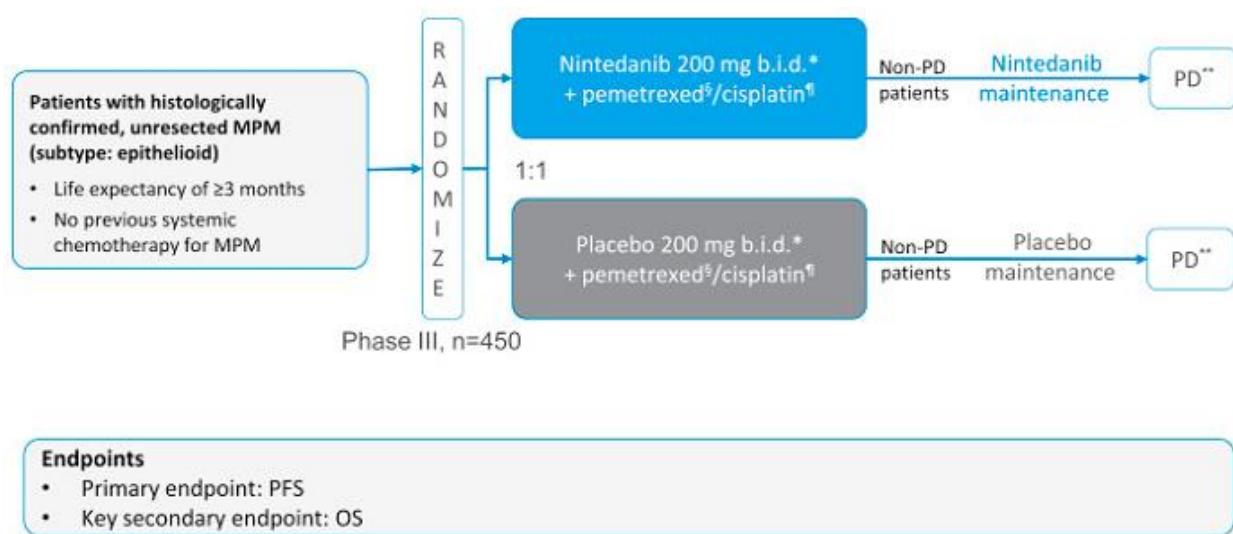 Patients with histologically
confirmed, unresected MPM
(subtype: epithelioid)
• Life expectancy of ≥3 months
• No previous systemic
chemotherapy for MPM
R
A
N
D
O
M
I
Z
E
Phase III, n=450
1:1
Nintedanib 200 mg b.i.d.*
+ pemetrexed§/cisplatin¶
Non-PD
patients
Nintedanib
maintenance
PD**
Placebo 200 mg b.i.d.*
+ pemetrexed§/cisplatin¶
Non-PD
patients
Placebo
maintenance
PD**
Endpoints
• Primary endpoint: PFS
• Key secondary endpoint: OS